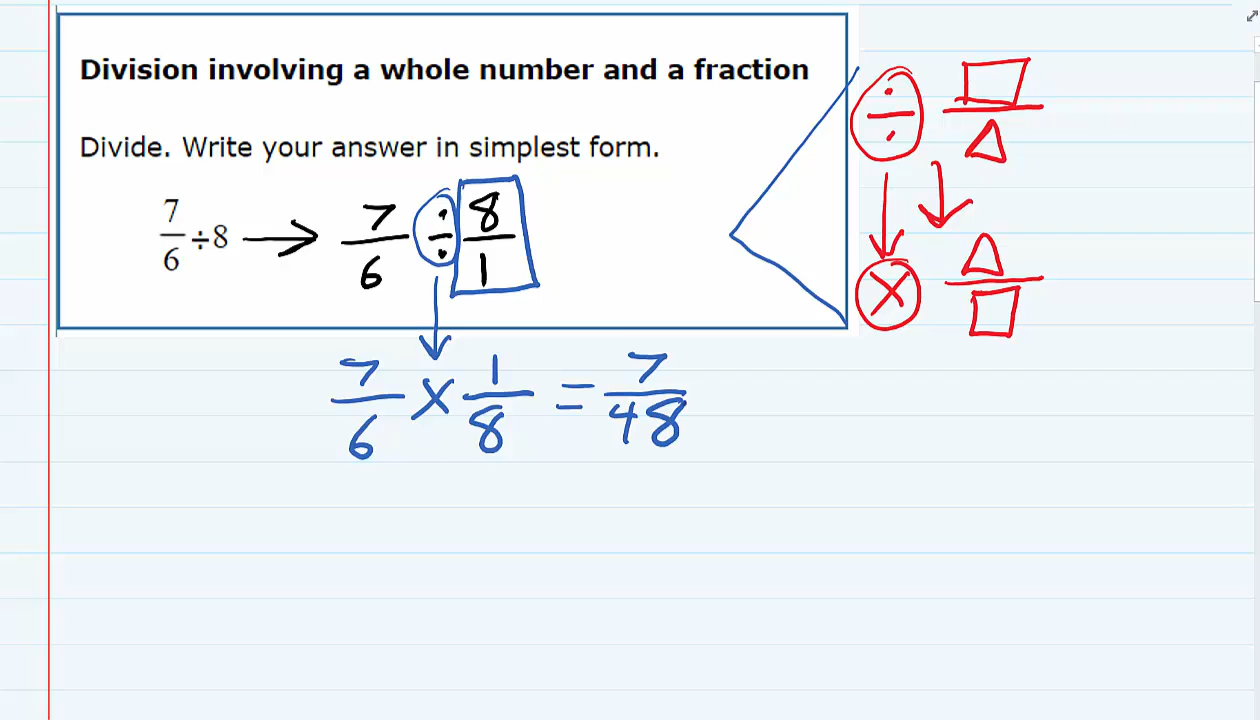 Division involving a whole number and a fraction
Divide. Write your answer in simplest form.
7/6 ÷ 8 → 7/6 ÷ 8/1
7/6 × 1/8 = 7/48
÷ □/△
× △/□